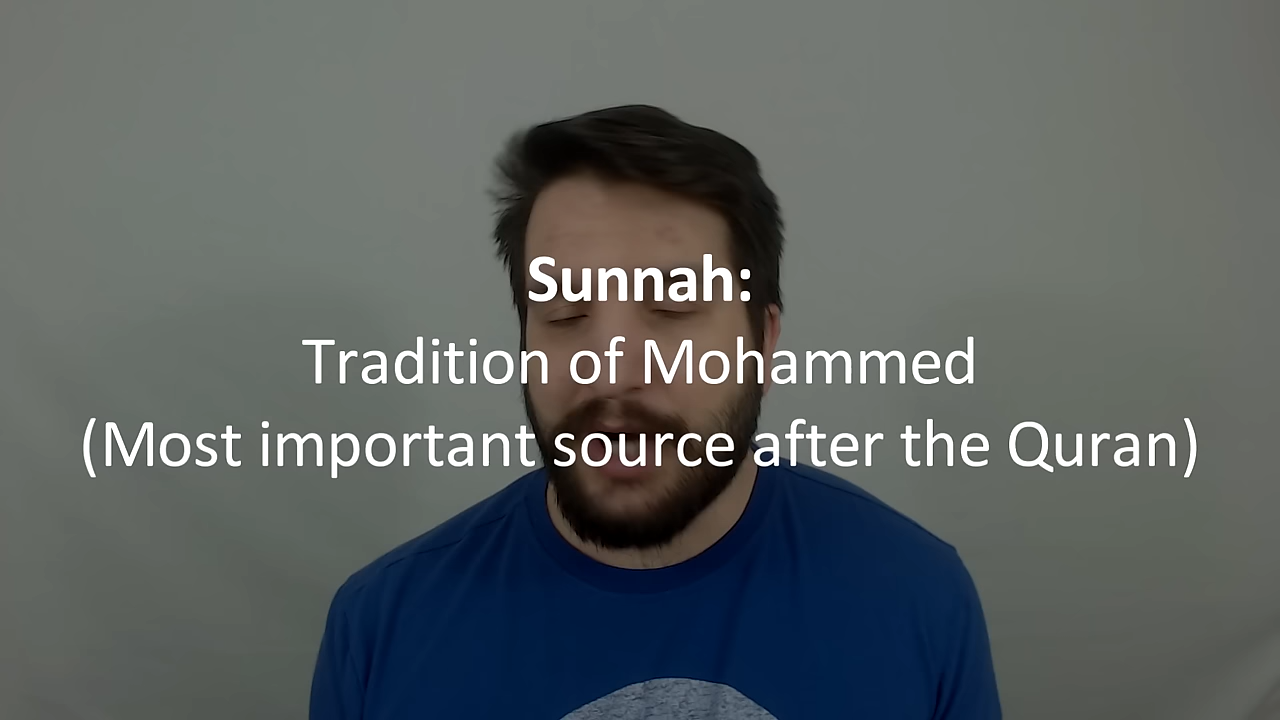 Sunnah:
Tradition of Mohammed
(Most important source after the Quran)